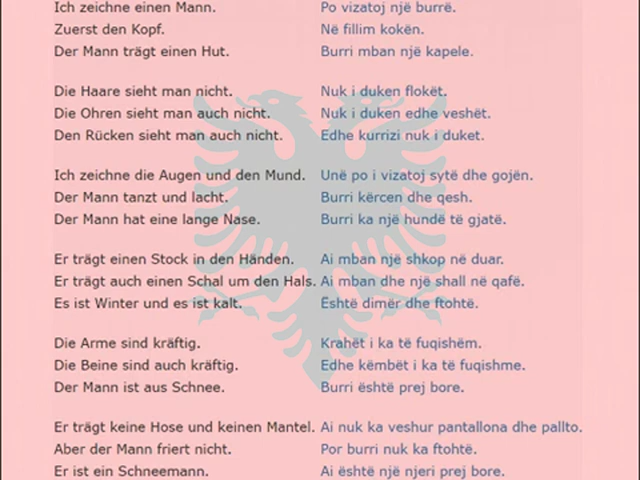 Ich zeichne einen Mann. Po vizatoj një burrë.
Zuerst den Kopf. Në fillim kokën.
Der Mann trägt einen Hut. Burri mban një kapele.
Die Haare sieht man nicht. Nuk i duken flokët.
Die Ohren sieht man auch nicht. Nuk i duken edhe veshët.
Den Rücken sieht man auch nicht. Edhe kurrizi nuk i duket.
Ich zeichne die Augen und den Mund. Unë po i vizatoj sytë dhe gojën.
Der Mann tanzt und lacht. Burri kërcen dhe qesh.
Der Mann hat eine lange Nase. Burri ka një hundë të gjatë.
Er trägt einen Stock in den Händen. Ai mban një shkop në duar.
Er trägt auch einen Schal um den Hals. Ai mban dhe një shall në qafë.
Es ist Winter und es ist kalt. Eshtë dimër dhe ftohtë.
Die Arme sind kräftig. Krahët i ka të fuqishëm.
Die Beine sind auch kräftig. Edhe këmbët i ka të fuqishme.
Der Mann ist aus Schnee. Burri është prej bore.
Er trägt keine Hose und keinen Mantel. Ai nuk ka veshur pantallona dhe pallto.
Aber der Mann friert nicht. Por burri nuk ka ftohtë.
Er ist ein Schneemann. Ai është një njeri prej bore.